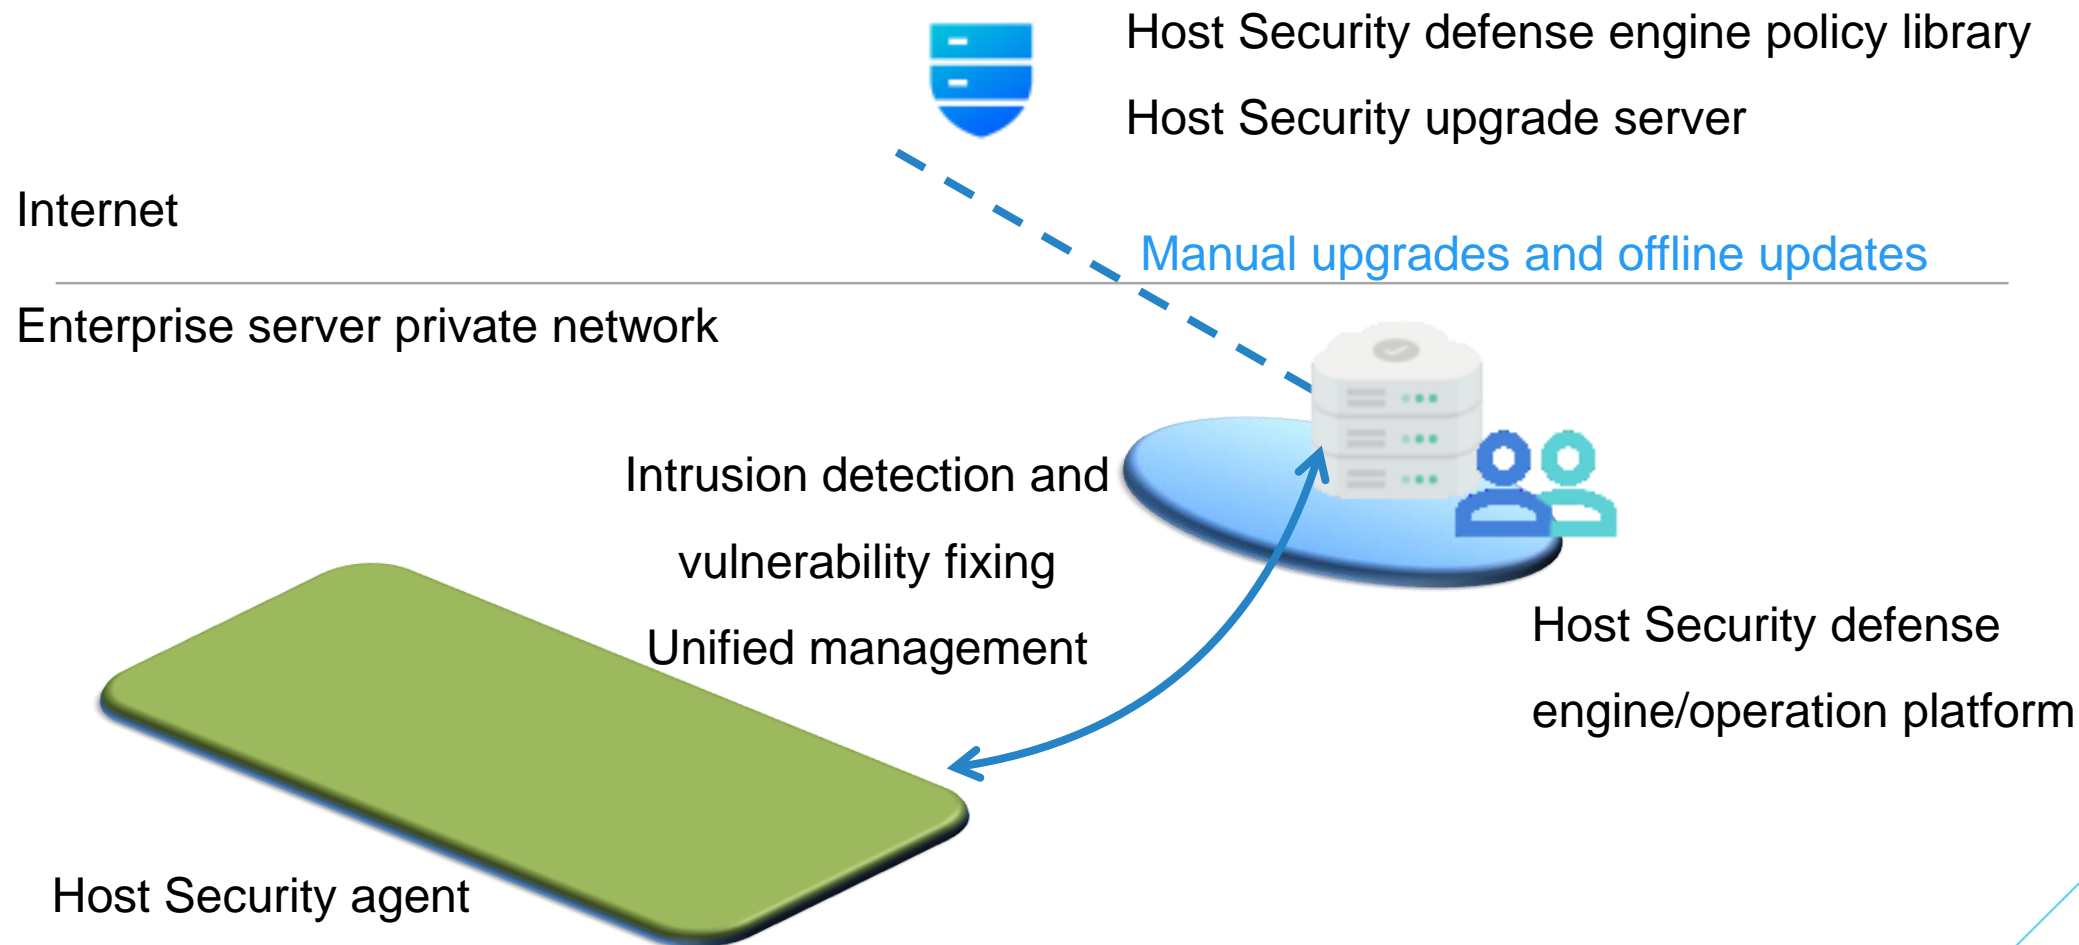 Host Security defense engine policy library
Host Security upgrade server
Internet
Manual upgrades and offline updates
Enterprise server private network
Intrusion detection and
vulnerability fixing
Unified management
Host Security defense
engine/operation platform
Host Security agent